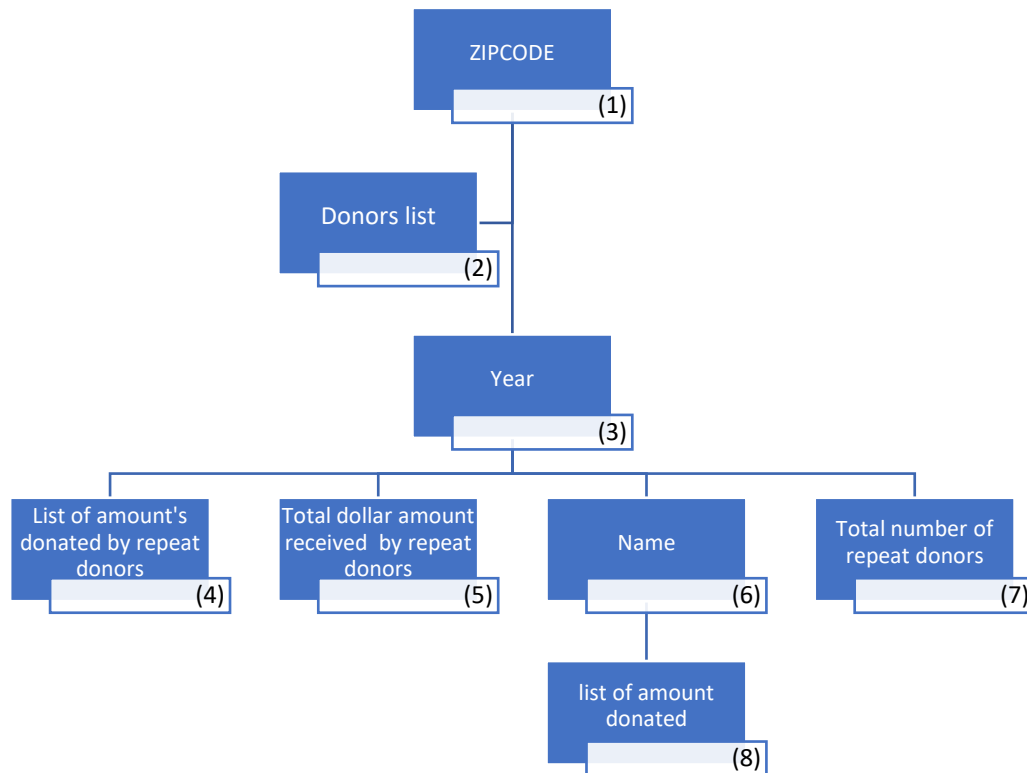 ZIPCODE
(1)
Donors list
(2)
Year
(3)
List of amount's
donated by repeat
donors
(4)
Total dollar amount
received by repeat
donors
(5)
Name
(6)
Total number of
repeat donors
(7)
list of amount
donated
(8)